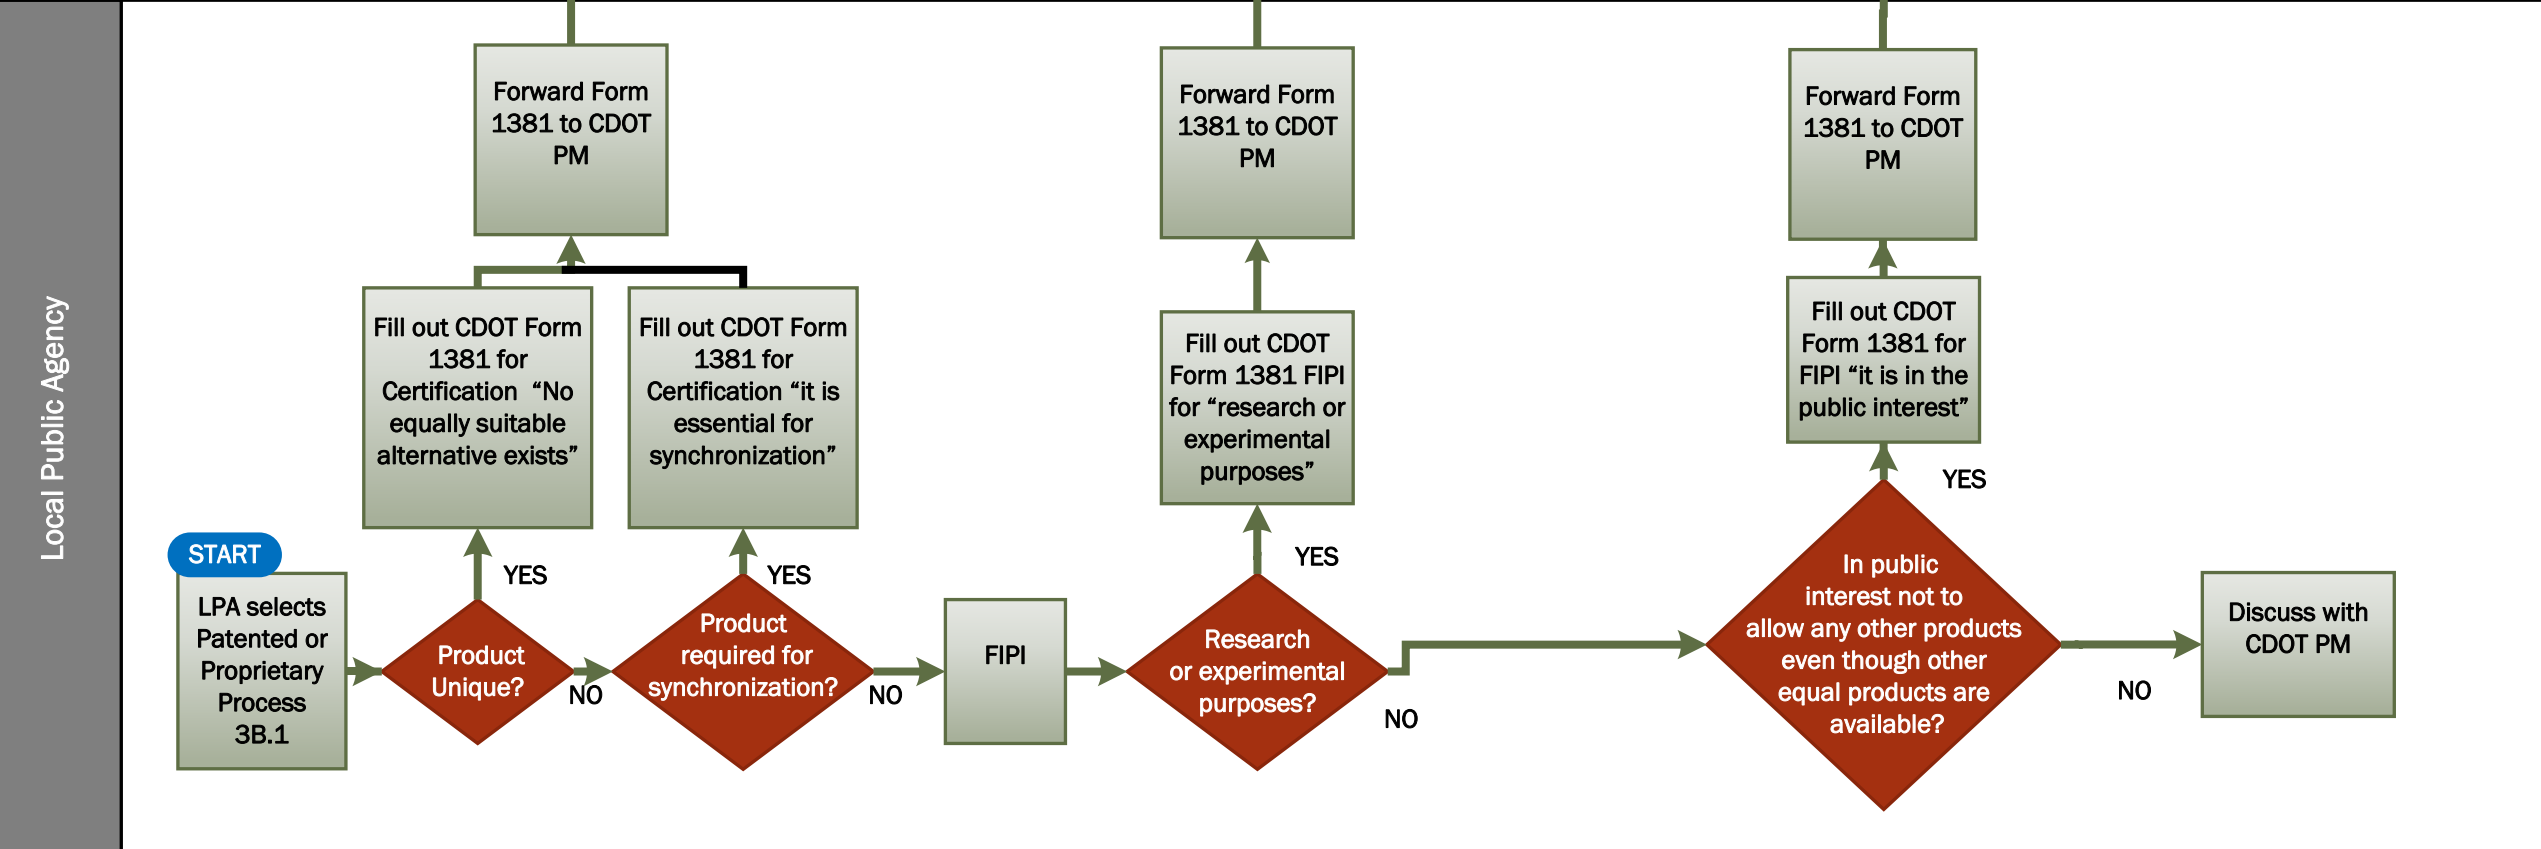 Local Public Agency
START
LPA selects
Patented or
Proprietary
Process
3B.1
Product
Unique?
YES
NO
Fill out CDOT Form
1381 for
Certification “No
equally suitable
alternative exists”
Forward Form
1381 to CDOT
PM
Product
required for
synchronization?
YES
NO
Fill out CDOT Form
1381 for
Certification “it is
essential for
synchronization”
FIPI
Research
or experimental
purposes?
YES
NO
Fill out CDOT
Form 1381 FIPI
for “research or
experimental
purposes”
Forward Form
1381 to CDOT
PM
In public
interest not to
allow any other products
even though other
equal products are
available?
YES
NO
Fill out CDOT
Form 1381 for
FIPI “it is in the
public interest”
Forward Form
1381 to CDOT
PM
Discuss with
CDOT PM